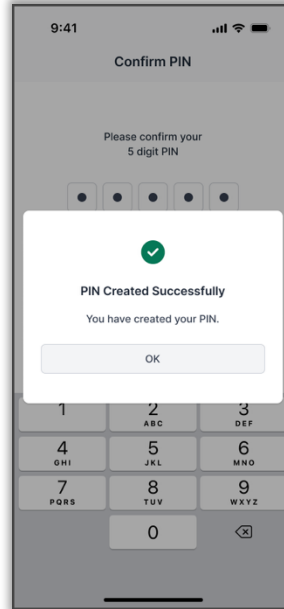 9:41
Confirm PIN
Please confirm your
5 digit PIN
PIN Created Successfully
You have created your PIN.
OK
1 2 3
ABC DEF
4 5 6
GHI JKL MNO
7 8 9
PQRS TUV WXYZ
0